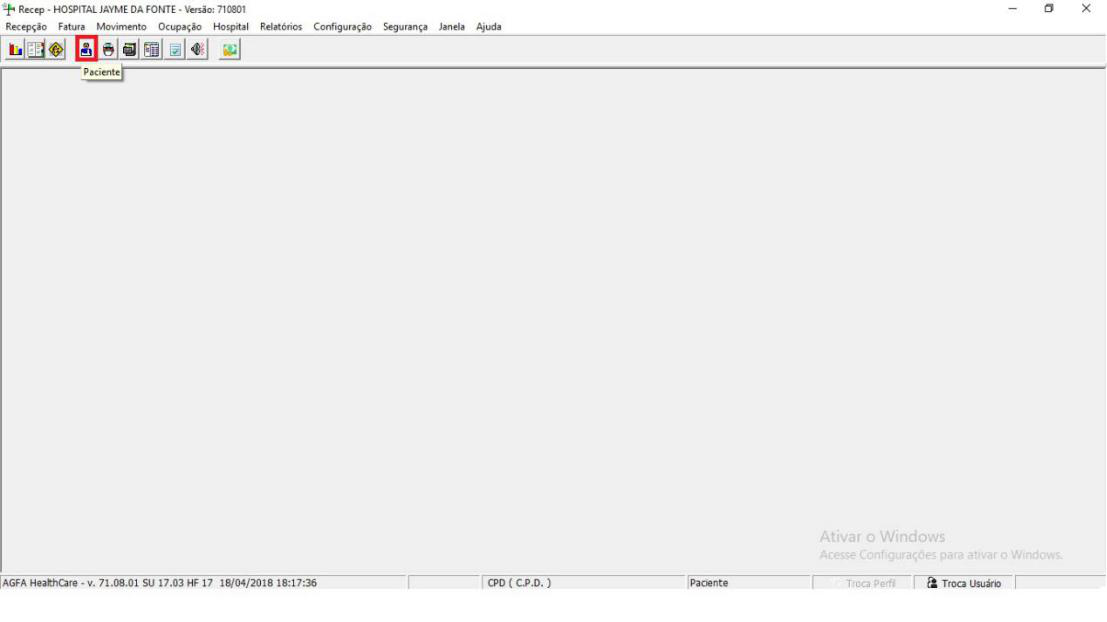 Recep - HOSPITAL JAYME DA FONTE - Versão: 710801
Recepção Fatura Movimento Ocupação Hospital Relatórios Configuração Segurança Janela Ajuda
Paciente
Ativar o Windows
Acesse Configurações para ativar o Windows.
AGFA HealthCare - v. 71.08.01 SU 17.03 HF 17 18/04/2018 18:17:36 CPD ( C.P.D. ) Paciente Troca Perfil Troca Usuário